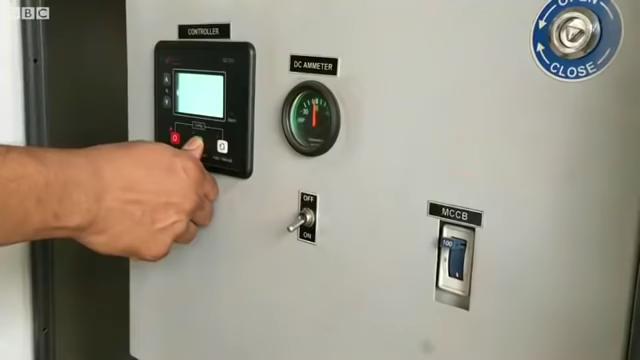 BBC
CONTROLLER
DC AMMETER
OPEN
CLOSE
OFF
ON
MCCB
100